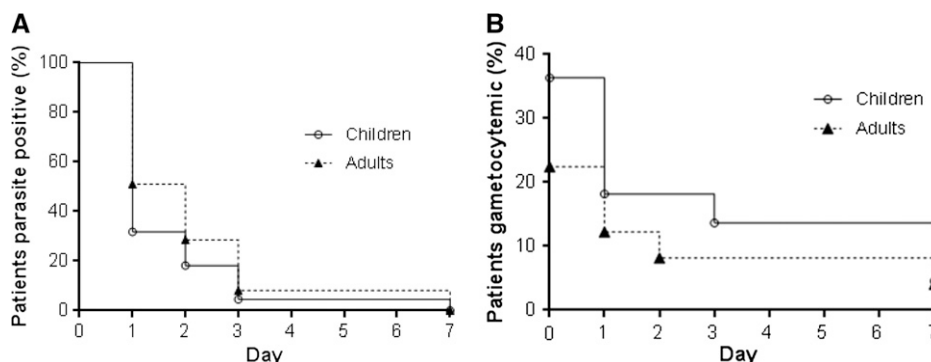 A
Patients parasite positive (%)
100
80
60
40
20
0
Children
Adults
0 1 2 3 4 5 6 7
Day
B
Patients gametocytemic (%)
40
30
20
10
0
Children
Adults
0 1 2 3 4 5 6 7
Day